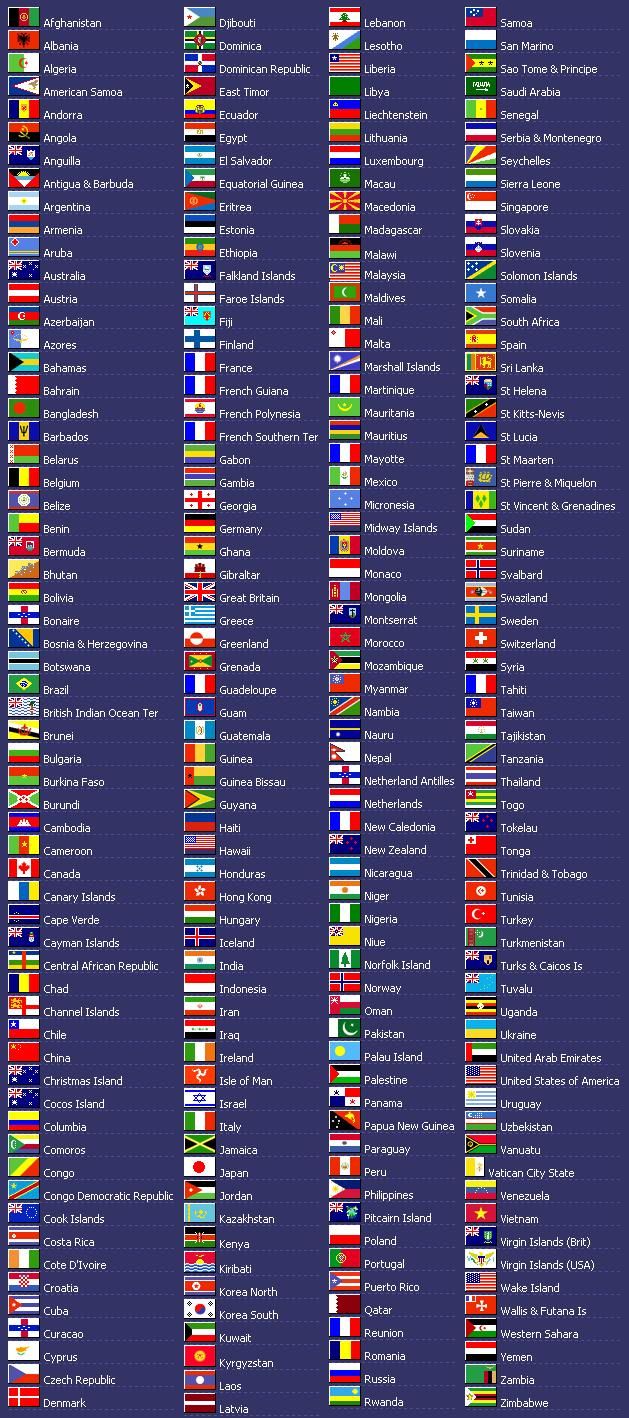 Afghanistan
Albania
Algeria
American Samoa
Andorra
Angola
Anguilla
Antigua & Barbuda
Argentina
Armenia
Aruba
Australia
Austria
Azerbaijan
Azores
Bahamas
Bahrain
Bangladesh
Barbados
Belarus
Belgium
Belize
Benin
Bermuda
Bhutan
Bolivia
Bonaire
Bosnia & Herzegovina
Botswana
Brazil
British Indian Ocean Ter
Brunei
Bulgaria
Burkina Faso
Burundi
Cambodia
Cameroon
Canada
Canary Islands
Cape Verde
Cayman Islands
Central African Republic
Chad
Channel Islands
Chile
China
Christmas Island
Cocos Island
Columbia
Comoros
Congo
Congo Democratic Republic
Cook Islands
Costa Rica
Cote D'Ivoire
Croatia
Cuba
Curacao
Cyprus
Czech Republic
Denmark
Djibouti
Dominica
Dominican Republic
East Timor
Ecuador
Egypt
El Salvador
Equatorial Guinea
Eritrea
Estonia
Ethiopia
Falkland Islands
Faroe Islands
Fiji
Finland
France
French Guiana
French Polynesia
French Southern Ter
Gabon
Gambia
Georgia
Germany
Ghana
Gibraltar
Great Britain
Greece
Greenland
Grenada
Guadeloupe
Guam
Guatemala
Guinea
Guinea Bissau
Guyana
Haiti
Hawaii
Honduras
Hong Kong
Hungary
Iceland
India
Indonesia
Iran
Iraq
Ireland
Isle of Man
Israel
Italy
Jamaica
Japan
Jordan
Kazakhstan
Kenya
Kiribati
Korea North
Korea South
Kuwait
Kyrgyzstan
Laos
Latvia
Lebanon
Lesotho
Liberia
Libya
Liechtenstein
Lithuania
Luxembourg
Macau
Macedonia
Madagascar
Malawi
Malaysia
Maldives
Mali
Malta
Marshall Islands
Martinique
Mauritania
Mauritius
Mayotte
Mexico
Micronesia
Midway Islands
Moldova
Monaco
Mongolia
Montserrat
Morocco
Mozambique
Myanmar
Nambia
Nauru
Nepal
Netherland Antilles
Netherlands
New Caledonia
New Zealand
Nicaragua
Niger
Nigeria
Niue
Norfolk Island
Norway
Oman
Pakistan
Palau Island
Palestine
Panama
Papua New Guinea
Paraguay
Peru
Philippines
Pitcairn Island
Poland
Portugal
Puerto Rico
Qatar
Reunion
Romania
Russia
Rwanda
Samoa
San Marino
Sao Tome & Principe
Saudi Arabia
Senegal
Serbia & Montenegro
Seychelles
Sierra Leone
Singapore
Slovakia
Slovenia
Solomon Islands
Somalia
South Africa
Spain
Sri Lanka
St Helena
St Kitts-Nevis
St Lucia
St Maarten
St Pierre & Miquelon
St Vincent & Grenadines
Sudan
Suriname
Svalbard
Swaziland
Sweden
Switzerland
Syria
Tahiti
Taiwan
Tajikistan
Tanzania
Thailand
Togo
Tokelau
Tonga
Trinidad & Tobago
Tunisia
Turkey
Turkmenistan
Turks & Caicos Is
Tuvalu
Uganda
Ukraine
United Arab Emirates
United States of America
Uruguay
Uzbekistan
Vanuatu
Vatican City State
Venezuela
Vietnam
Virgin Islands (Brit)
Virgin Islands (USA)
Wake Island
Wallis & Futana Is
Western Sahara
Yemen
Zambia
Zimbabwe